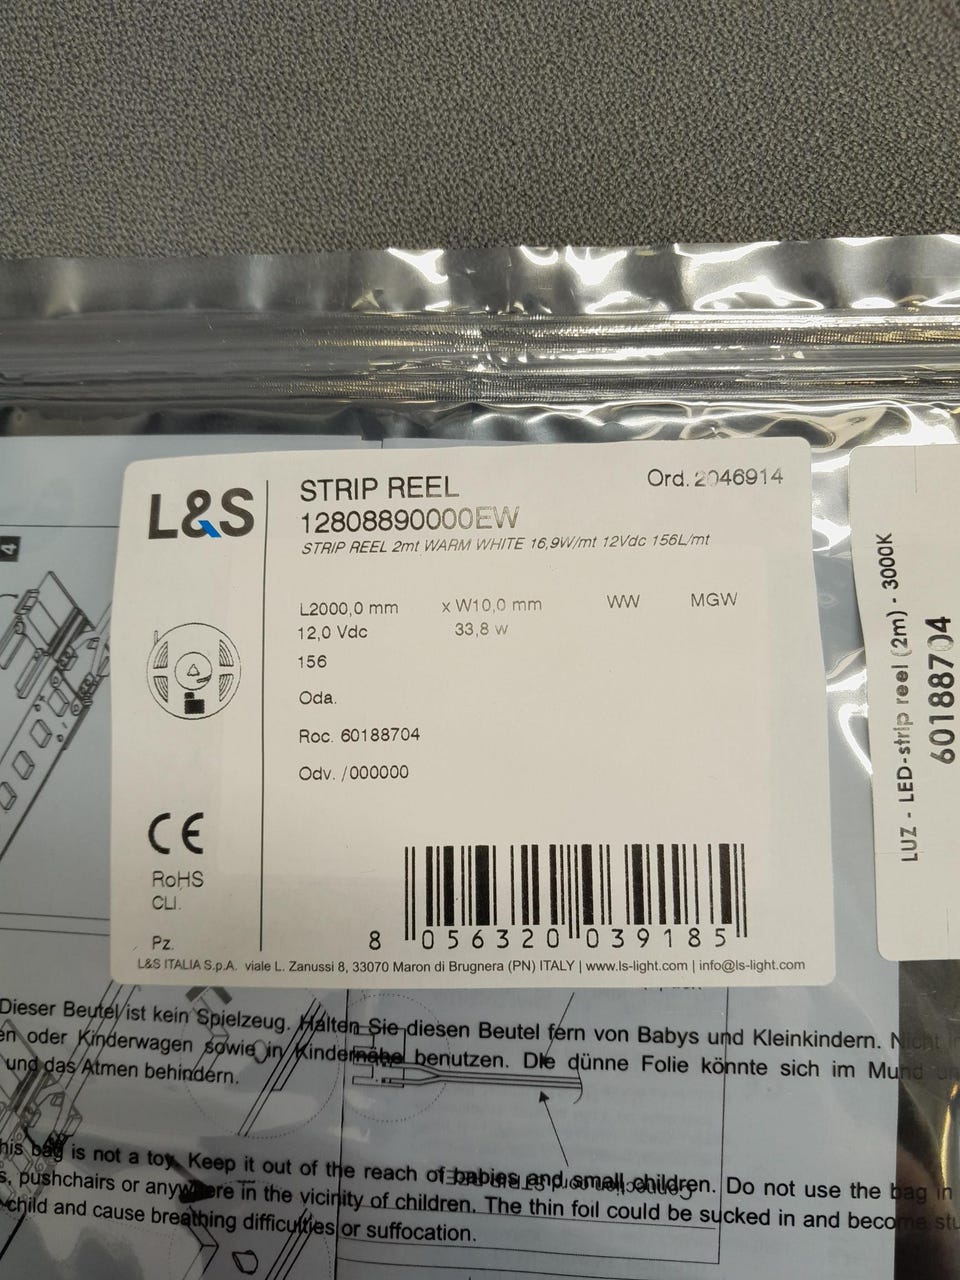 4
L&S
STRIP REEL
Ord. 2046914
12808890000EW
STRIP REEL 2mt WARM WHITE 16,9W/mt 12Vdc 156L/mt
L2000,0 mm x W10,0 mm WW MGW
12,0 Vdc 33,8 w
156
Oda.
Roc. 60188704
Odv. /000000
CE
RoHS
CLI.
Pz.
8 056320 039185
L&S ITALIA S.p.A. viale L. Zanussi 8, 33070 Maron di Brugnera (PN) ITALY | www.ls-light.com | info@ls-light.com
LUZ - LED-strip reel (2m) - 3000K
60188704
Dieser Beutel ist kein Spielzeug. Halten Sie diesen Beutel fern von Babys und Kleinkindern. Nicht
en oder Kinderwagen sowie in Kindernähe benutzen. Die dünne Folie könnte sich im Mund
und das Atmen behindern.
his bag is not a toy. Keep it out of the reach of babies and small children. Do not use the bag in
s, pushchairs or anywhere in the vicinity of children. The thin foil could be sucked in and become
child and cause breathing difficulties or suffocation.